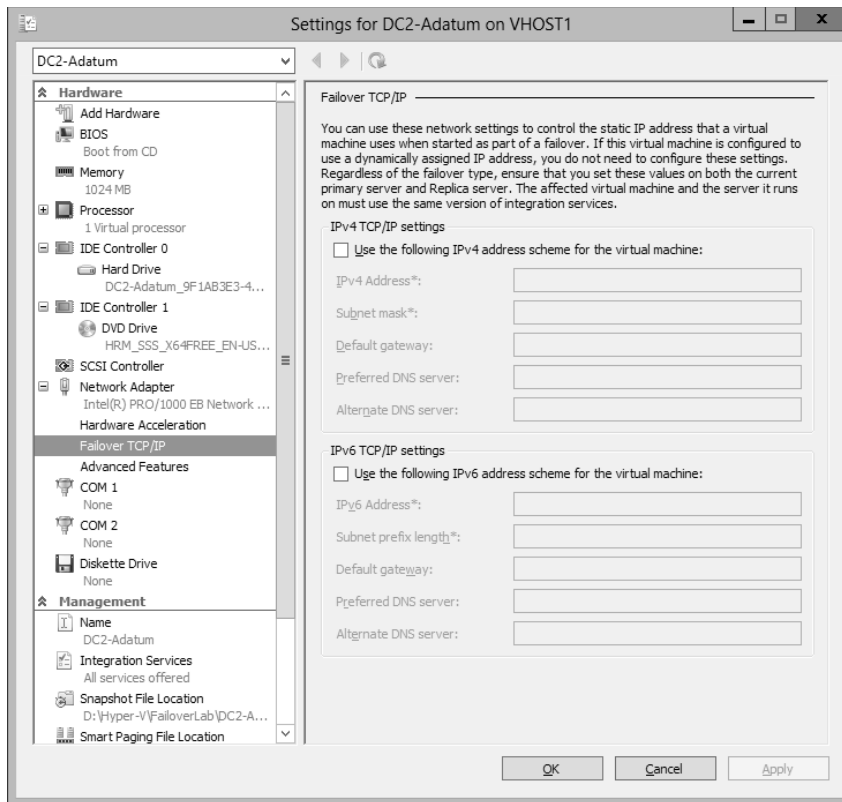 Settings for DC2-Adatum on VHOST1
DC2-Adatum
Hardware
Add Hardware
BIOS
Boot from CD
Memory
1024 MB
Processor
1 Virtual processor
IDE Controller 0
Hard Drive
DC2-Adatum_9F1AB3E3-4...
IDE Controller 1
DVD Drive
HRM_SSS_X64FREE_EN-US...
SCSI Controller
Network Adapter
Intel(R) PRO/1000 EB Network ...
Hardware Acceleration
Failover TCP/IP
Advanced Features
COM 1
None
COM 2
None
Diskette Drive
None
Management
Name
DC2-Adatum
Integration Services
All services offered
Snapshot File Location
D:\Hyper-V\FailoverLab\DC2-A...
Smart Paging File Location
Failover TCP/IP
You can use these network settings to control the static IP address that a virtual
machine uses when started as part of a failover. If this virtual machine is configured to
use a dynamically assigned IP address, you do not need to configure these settings.
Regardless of the failover type, ensure that you set these values on both the current
primary server and Replica server. The affected virtual machine and the server it runs
on must use the same version of integration services.
IPv4 TCP/IP settings
Use the following IPv4 address scheme for the virtual machine:
IPv4 Address*:
Subnet mask*:
Default gateway:
Preferred DNS server:
Alternate DNS server:
IPv6 TCP/IP settings
Use the following IPv6 address scheme for the virtual machine:
IPv6 Address*:
Subnet prefix length*:
Default gateway:
Preferred DNS server:
Alternate DNS server:
OK
Cancel
Apply